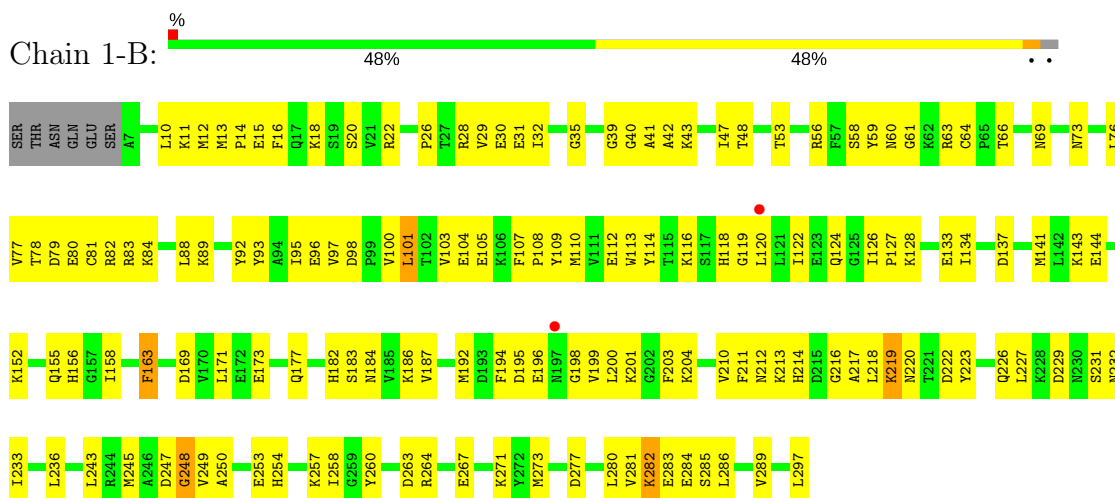 %
Chain 1-B:
48% 48% • •
SER THR ASN GLN GLU SER A7 L10 K11 M12 M13 P14 E15 F16 Q17 K18 S19 S20 V21 R22 P26 T27 R28 V29 E30 E31 I32 G35 G39 G40 A41 A42 K43 I47 T48 T53 R56 F57 S58 Y59 N60 G61 K62 R63 C64 P65 T66 N69 N73 L76
V77 T78 D79 E80 C81 R82 R83 K84 L88 K89 Y92 Y93 A94 I95 E96 V97 D98 P99 V100 L101 T102 V103 E104 E105 K106 F107 P108 Y109 M110 V111 E112 W113 Y114 T115 K116 S117 H118 G119 L120 L121 I122 E123 Q124 G125 I126 P127 K128 E133 I134 D137 M141 L142 K143 E144
K152 Q155 H156 G157 I158 F163 D169 V170 L171 E172 E173 Q177 H182 S183 N184 V185 K186 V187 M192 D193 F194 D195 E196 N197 G198 V199 L200 K201 G202 F203 K204 V210 F211 N212 K213 H214 D215 G216 A217 L218 K219 N220 T221 D222 Y223 Q226 L227 K228 D229 N230 S231 N232
I233 L236 L243 R244 M245 A246 D247 G248 V249 A250 E253 H254 K257 I258 G259 Y260 D263 R264 E267 K271 Y272 M273 D277 L280 V281 K282 E283 E284 S285 L286 V289 L297